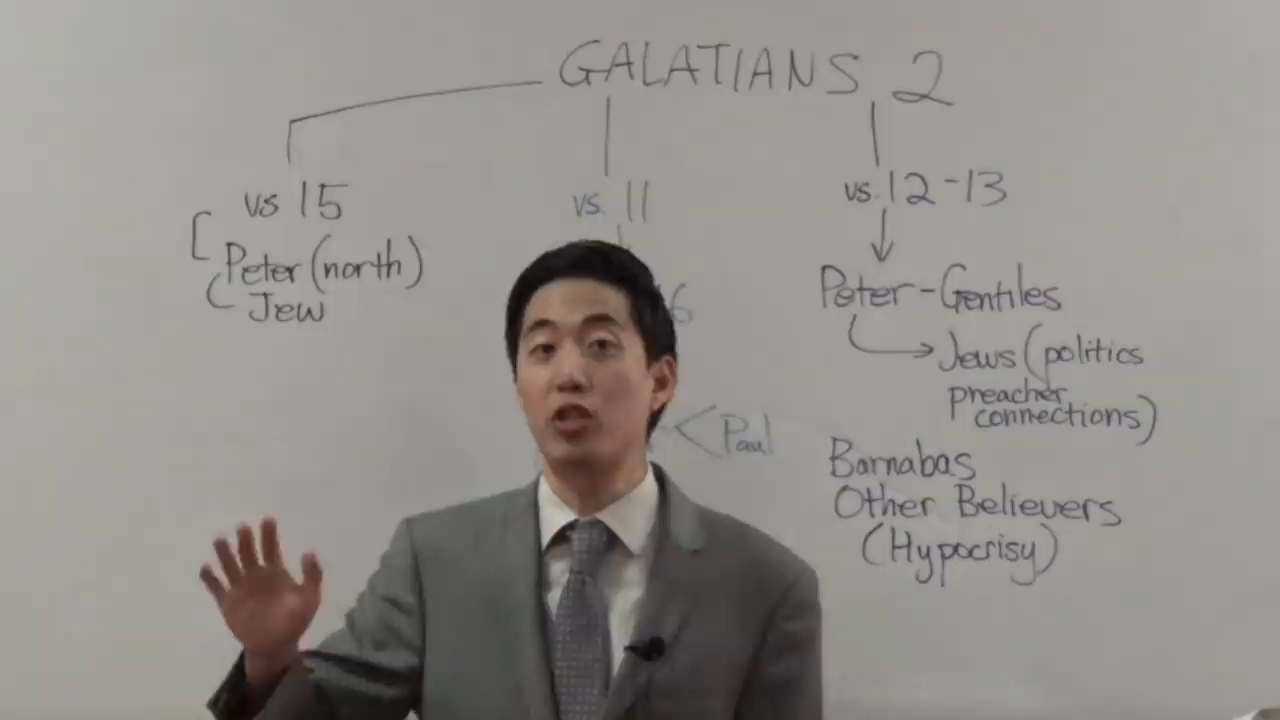 GALATIANS 2
vs 15
Peter (north)
Jew
vs. 11
6
Paul
vs. 12-13
Peter-Gentiles
Jews (politics
preacher
connections)
Barnabas
Other Believers
(Hypocrisy)